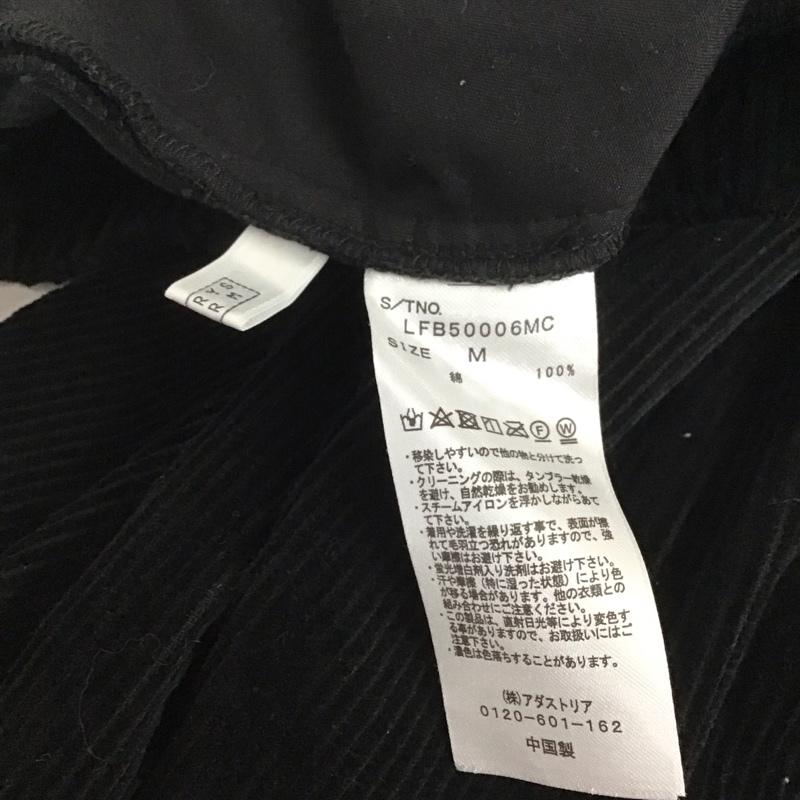 S/TNO.
LFB50006MC
SIZE M
綿 100%
F W
・移染しやすいので他の物と分けて洗っ
て下さい。
・クリーニングの際は、タンブラー乾燥
を避け、自然乾燥をお勧めします。
・スチームアイロンを浮かしながらあて
て下さい。
・着用や洗濯を繰り返す事で、表面が擦
れて毛羽立つ恐れがありますので、強
い摩擦はお避け下さい。
・蛍光増白剤入り洗剤はお避け下さい。
・汗や摩擦（特に湿った状態）により色
が移る場合があります。他の衣類との
組み合わせにご注意ください。
・この製品は、直射日光等により変色す
る事がありますので、お取扱いにはご
注意下さい。
・濃色は色落ちすることがあります。
(株)アダストリア
0120-601-162
中国製